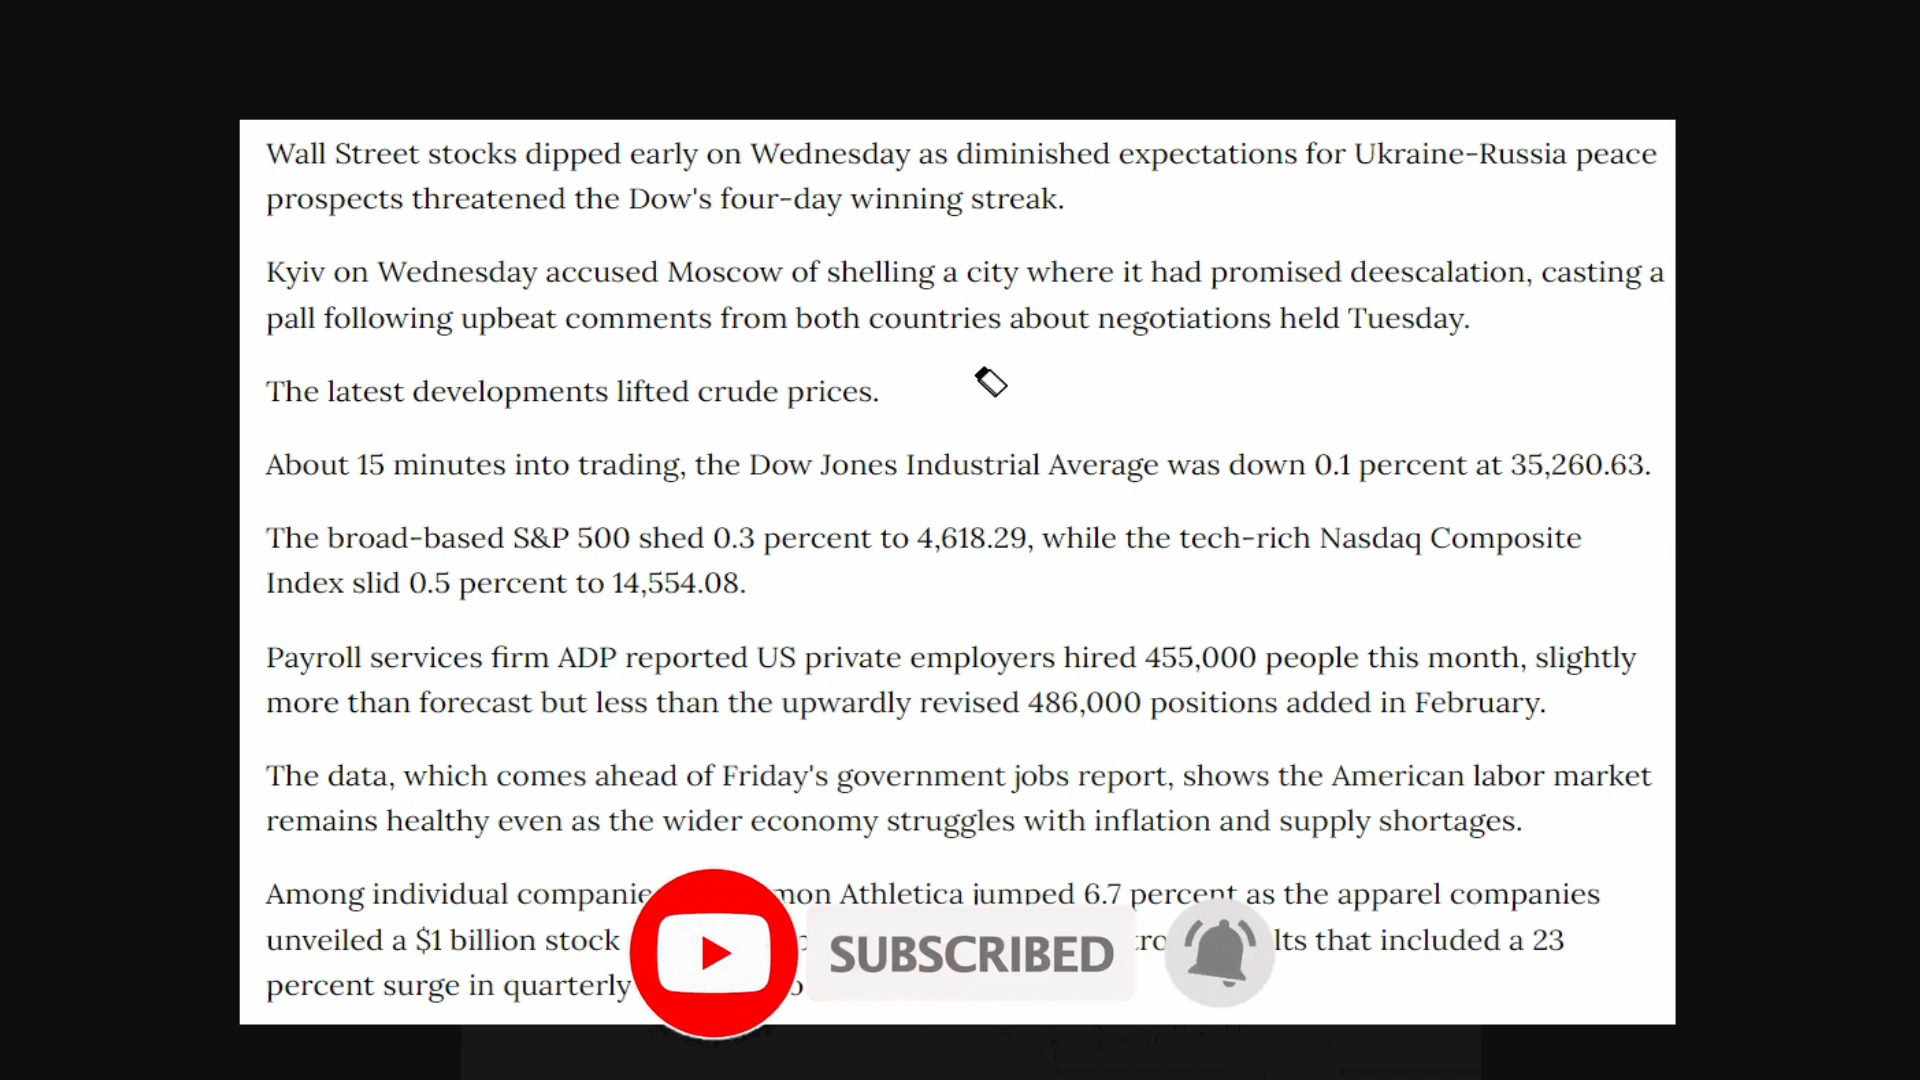 Wall Street stocks dipped early on Wednesday as diminished expectations for Ukraine-Russia peace
prospects threatened the Dow's four-day winning streak.
Kyiv on Wednesday accused Moscow of shelling a city where it had promised deescalation, casting a
pall following upbeat comments from both countries about negotiations held Tuesday.
The latest developments lifted crude prices.
About 15 minutes into trading, the Dow Jones Industrial Average was down 0.1 percent at 35,260.63.
The broad-based S&P 500 shed 0.3 percent to 4,618.29, while the tech-rich Nasdaq Composite
Index slid 0.5 percent to 14,554.08.
Payroll services firm ADP reported US private employers hired 455,000 people this month, slightly
more than forecast but less than the upwardly revised 486,000 positions added in February.
The data, which comes ahead of Friday's government jobs report, shows the American labor market
remains healthy even as the wider economy struggles with inflation and supply shortages.
Among individual Athletica jumped 6.7 percent as the apparel companies
unveiled a $1 billion stock that included a 23
percent surge in quarterly
SUBSCRIBED